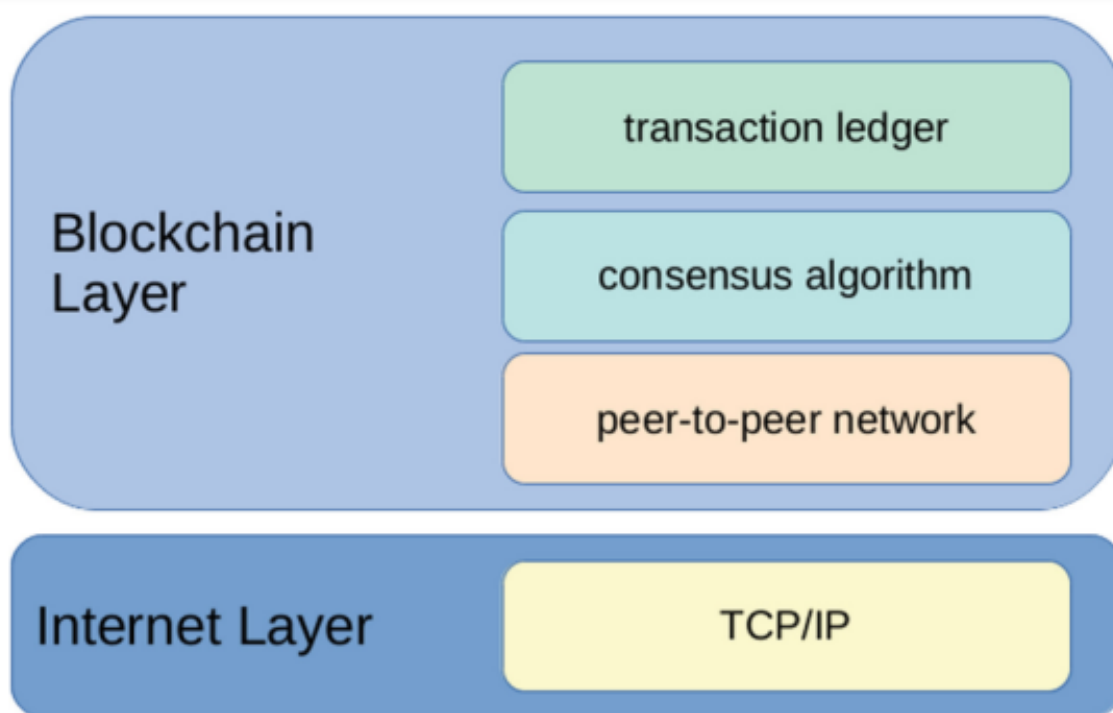 Blockchain
Layer
transaction ledger
consensus algorithm
peer-to-peer network
Internet Layer
TCP/IP